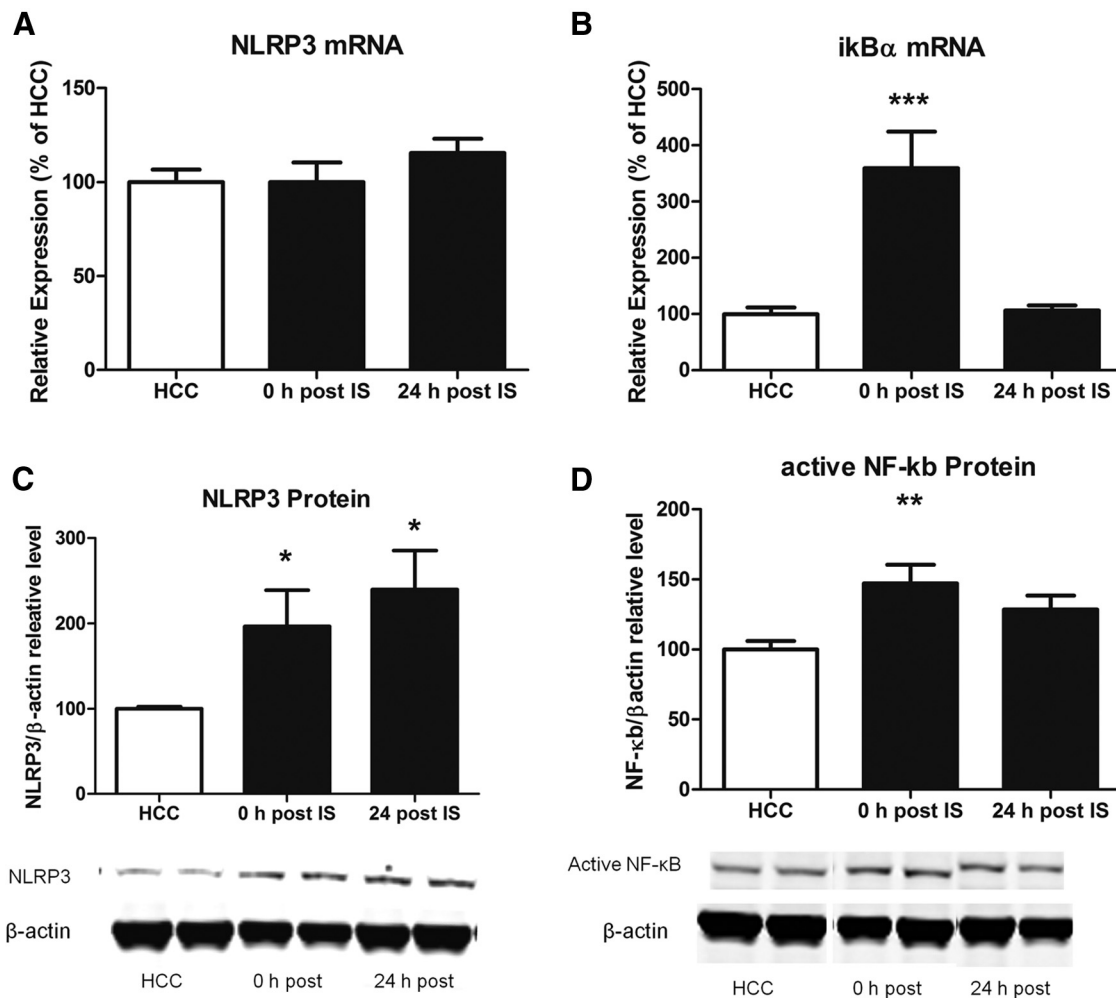 A
NLRP3 mRNA
Relative Expression (% of HCC)
150
100
50
0
HCC 0 h post IS 24 h post IS
B
ikBα mRNA
Relative Expression (% of HCC)
500
400
300
200
100
0
***
HCC 0 h post IS 24 h post IS
C
NLRP3 Protein
NLRP3/β-actin releative level
300
200
100
0
* *
HCC 0 h post IS 24 post IS
NLRP3
β-actin
HCC 0 h post 24 h post
D
active NF-kb Protein
NF-κb/βactin relative level
200
150
100
50
0
**
HCC 0 h post IS 24 h post IS
Active NF-κB
β-actin
HCC 0 h post 24 h post